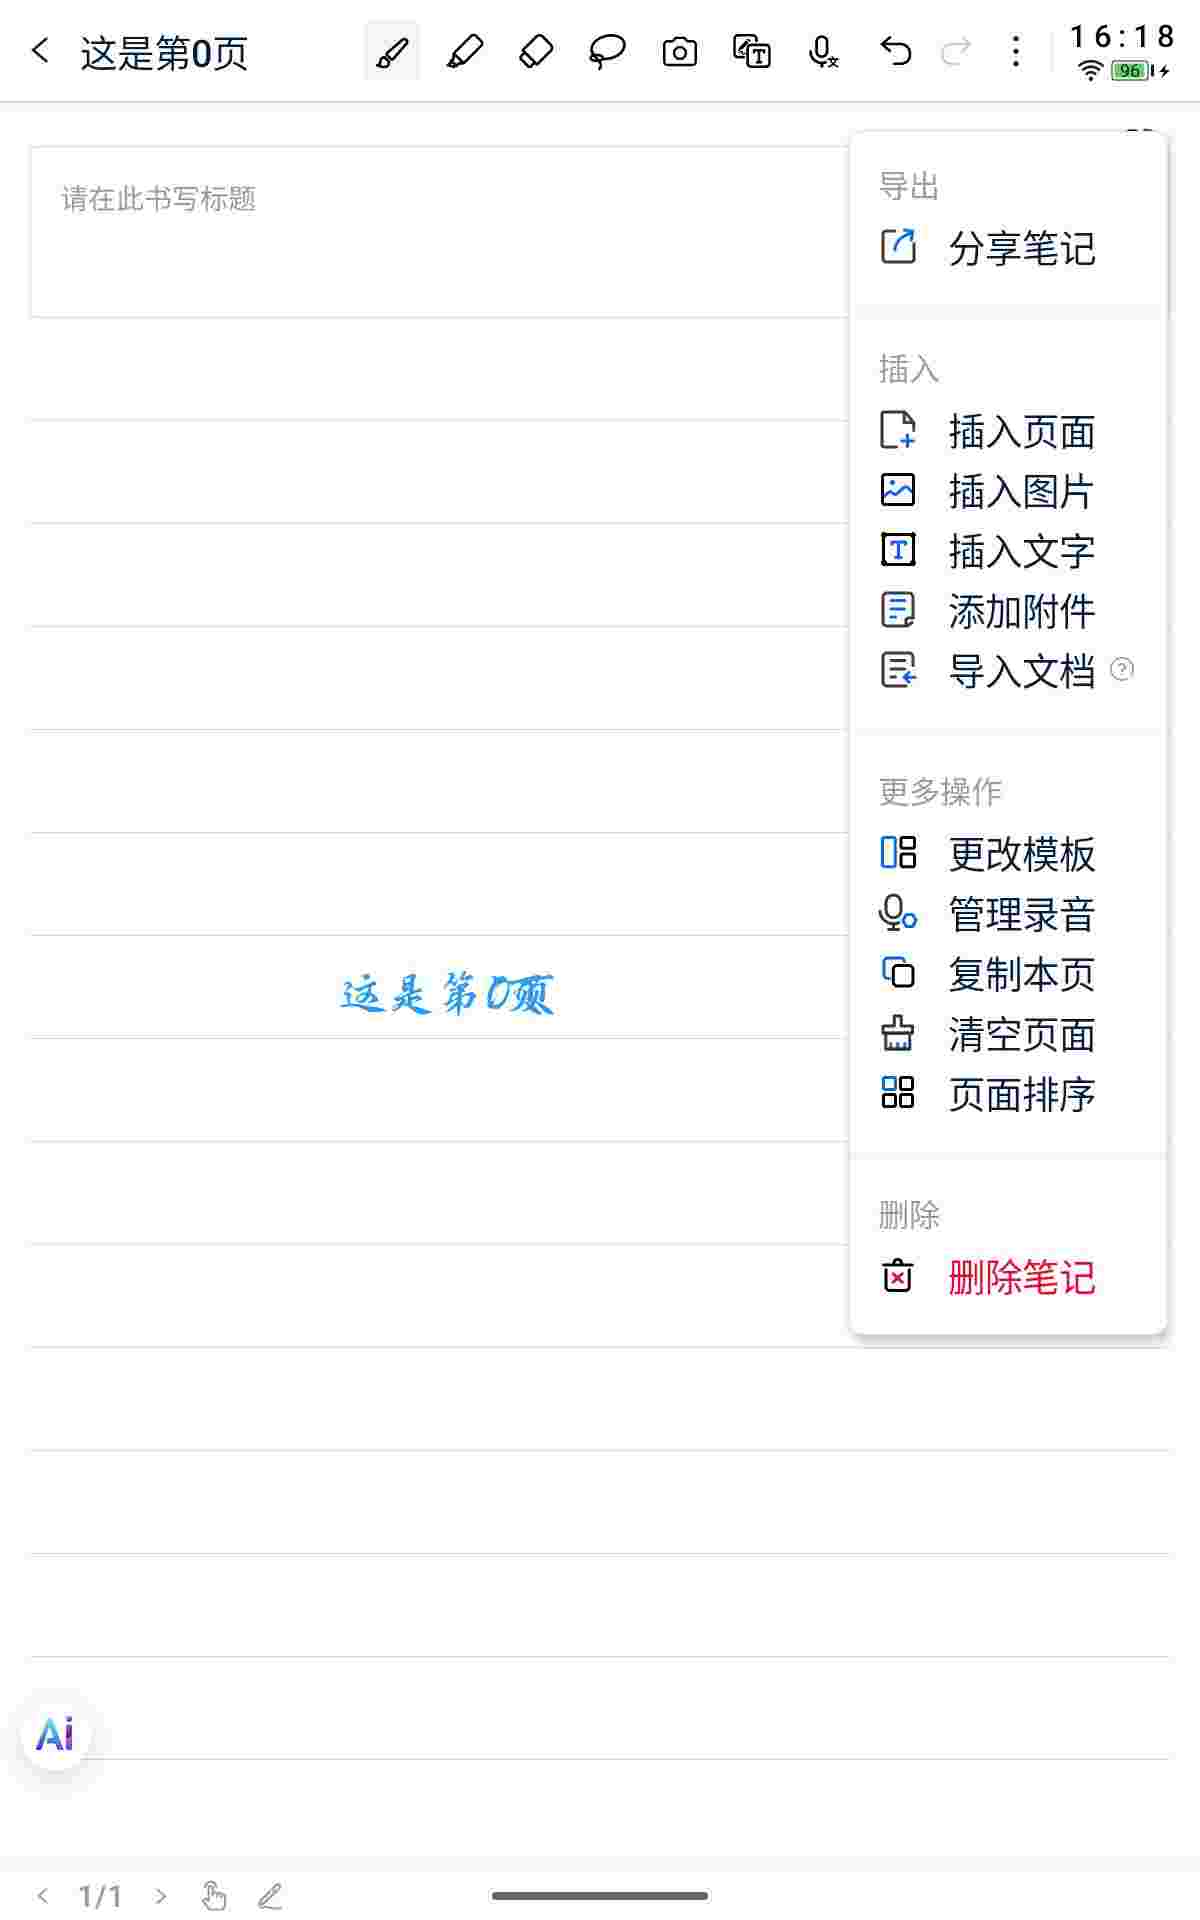 这是第0页
16:18
96
请在此书写标题
这是第0页
导出
分享笔记
插入
插入页面
插入图片
插入文字
添加附件
导入文档
更多操作
更改模板
管理录音
复制本页
清空页面
页面排序
删除
删除笔记
Ai
1/1